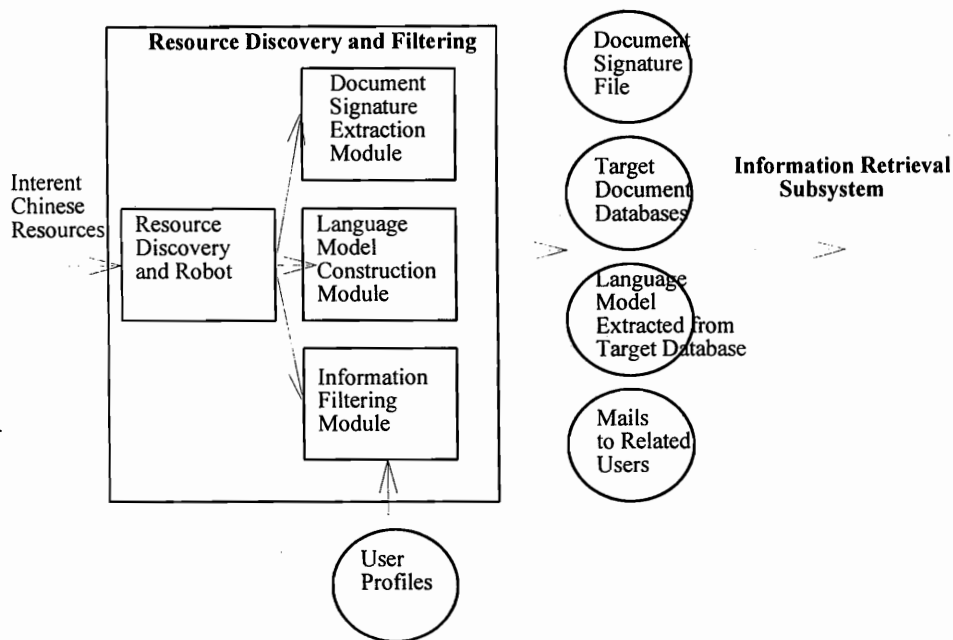 Resource Discovery and Filtering
Document
Signature
Extraction
Module
Interent
Chinese
Resources
Resource
Discovery
and Robot
Language
Model
Construction
Module
Information
Filtering
Module
User
Profiles
Document
Signature
File
Target
Document
Databases
Language
Model
Extracted from
Target Database
Mails
to Related
Users
Information Retrieval
Subsystem